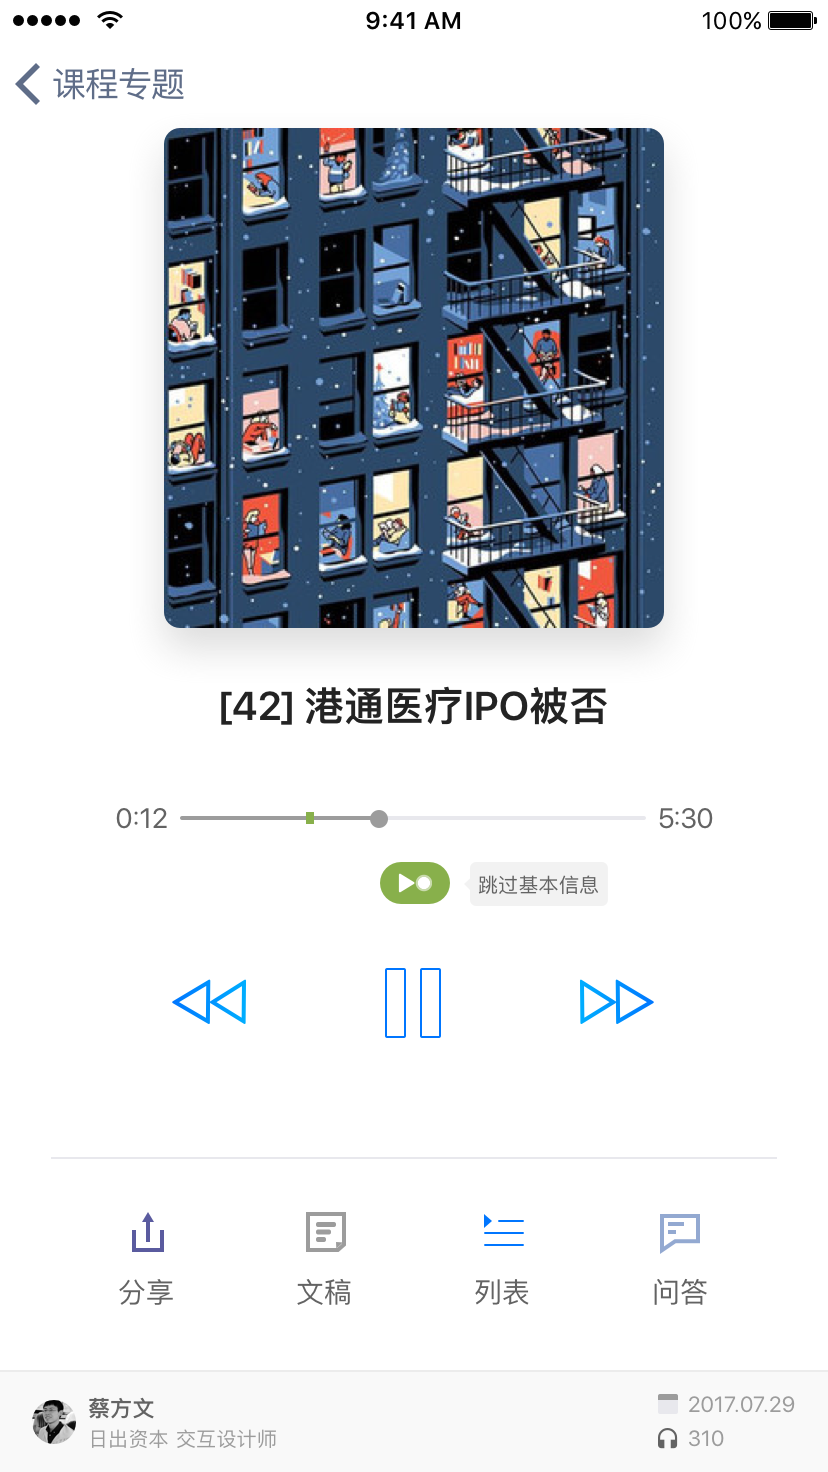 9:41 AM
100%
课程专题
[42] 港通医疗IPO被否
0:12
5:30
跳过基本信息
分享
文稿
列表
问答
蔡方文
日出资本 交互设计师
2017.07.29
310